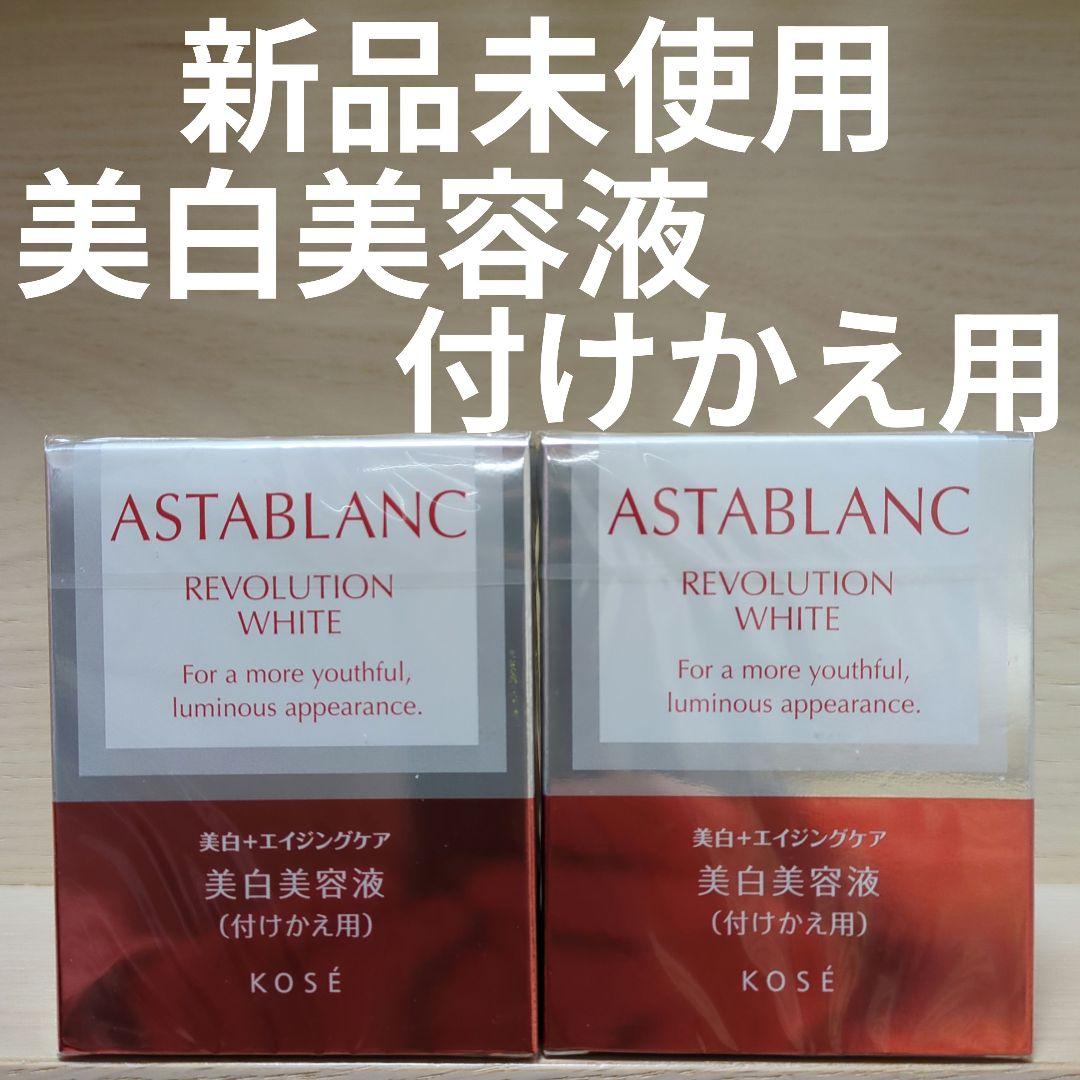 新品未使用
美白美容液
付けかえ用
ASTABLANC
REVOLUTION
WHITE
For a more youthful,
luminous appearance.
美白+エイジングケア
美白美容液
(付けかえ用)
KOSÉ
ASTABLANC
REVOLUTION
WHITE
For a more youthful,
luminous appearance.
美白+エイジングケア
美白美容液
(付けかえ用)
KOSÉ